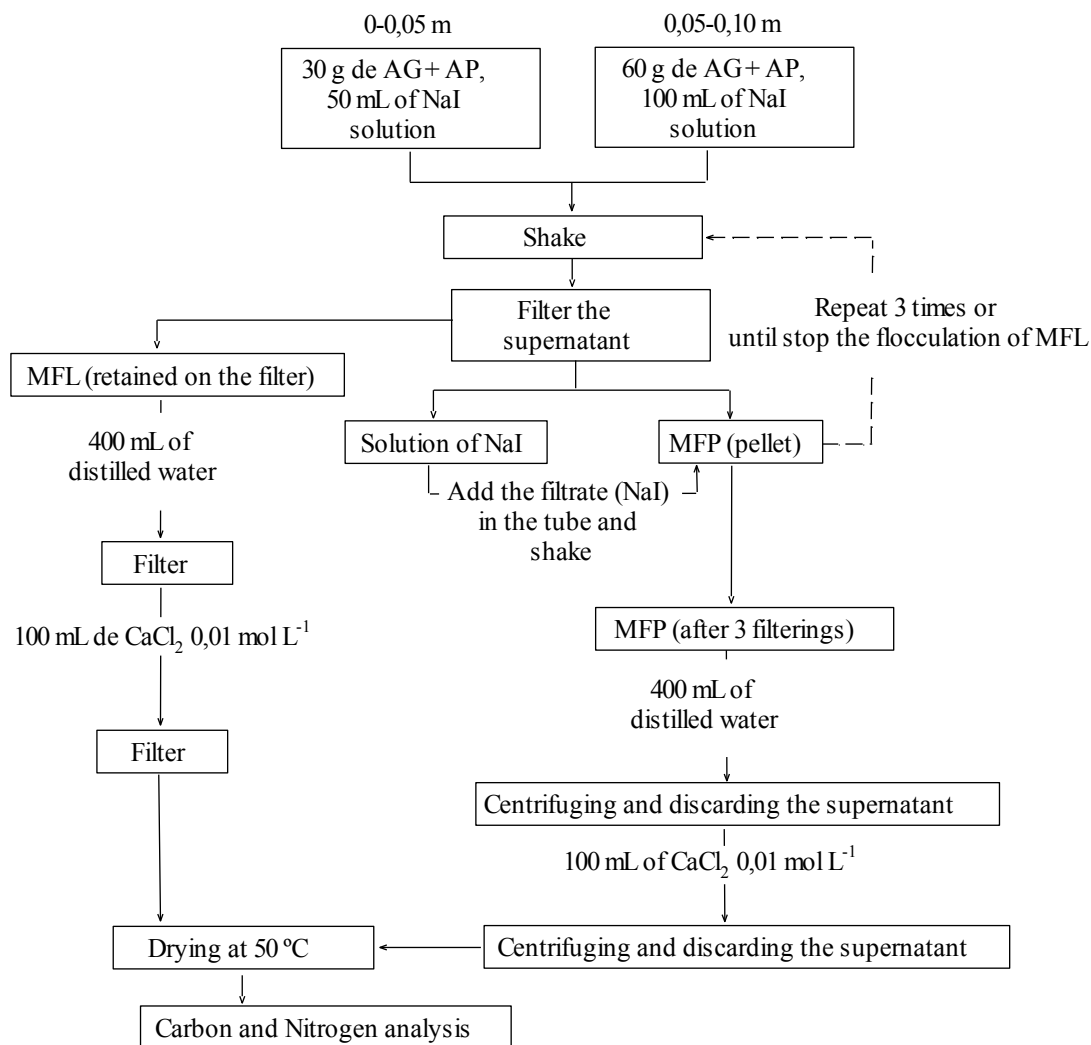 0-0,05 m
0,05-0,10 m
30 g de AG+ AP,
50 mL of NaI
solution
60 g de AG+ AP,
100 mL of NaI
solution
Shake
Filter the
supernatant
Repeat 3 times or
until stop the flocculation of MFL
MFL (retained on the filter)
400 mL of
distilled water
Solution of NaI
MFP (pellet)
Add the filtrate (NaI)
in the tube and
shake
Filter
100 mL de CaCl₂ 0,01 mol L⁻¹
MFP (after 3 filterings)
400 mL of
distilled water
Filter
Centrifuging and discarding the supernatant
100 mL of CaCl₂ 0,01 mol L⁻¹
Drying at 50 ºC
Centrifuging and discarding the supernatant
Carbon and Nitrogen analysis